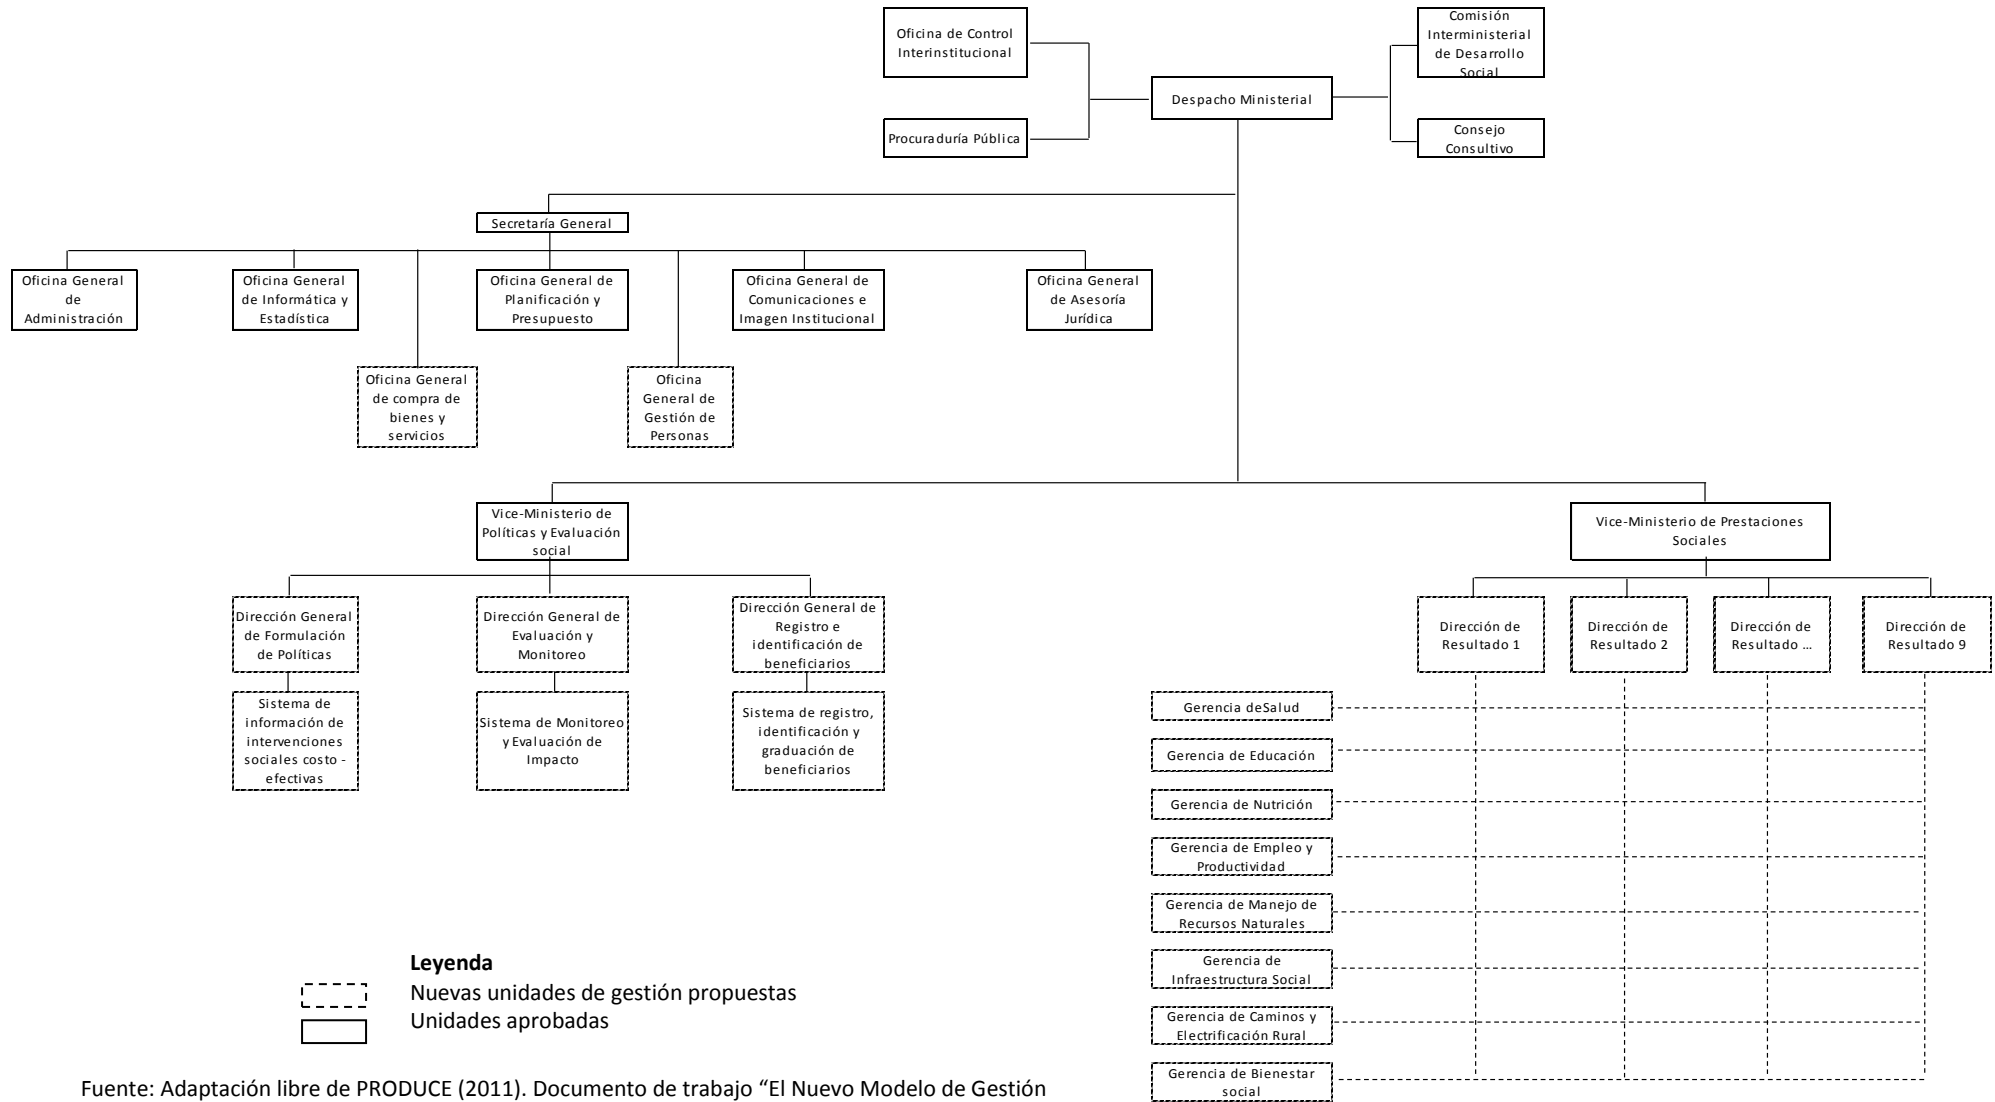 Oficina de Control
Interinstitucional
Comisión
Interministerial
de Desarrollo
Social
Despacho Ministerial
Procuraduría Pública
Consejo
Consultivo
Secretaría General
Oficina General
de
Administración
Oficina General
de Informática y
Estadística
Oficina General de
Planificación y
Presupuesto
Oficina General de
Comunicaciones e
Imagen Institucional
Oficina General
de Asesoría
Jurídica
Oficina General
de compra de
bienes y
servicios
Oficina
General de
Gestión de
Personas
Vice-Ministerio de
Políticas y Evaluación
social
Vice-Ministerio de Prestaciones
Sociales
Dirección General
de Formulación
de Políticas
Dirección General de
Evaluación y
Monitoreo
Dirección General de
Registro e
identificación de
beneficiarios
Dirección de
Resultado 1
Dirección de
Resultado 2
Dirección de
Resultado ...
Dirección de
Resultado 9
Sistema de
información de
intervenciones
sociales costo -
efectivas
Sistema de Monitoreo
y Evaluación de
Impacto
Sistema de registro,
identificación y
graduación de
beneficiarios
Gerencia deSalud
Gerencia de Educación
Gerencia de Nutrición
Gerencia de Empleo y
Productividad
Gerencia de Manejo de
Recursos Naturales
Gerencia de
Infraestructura Social
Gerencia de Caminos y
Electrificación Rural
Gerencia de Bienestar
social
Leyenda
Nuevas unidades de gestión propuestas
Unidades aprobadas
Fuente: Adaptación libre de PRODUCE (2011). Documento de trabajo “El Nuevo Modelo de Gestión